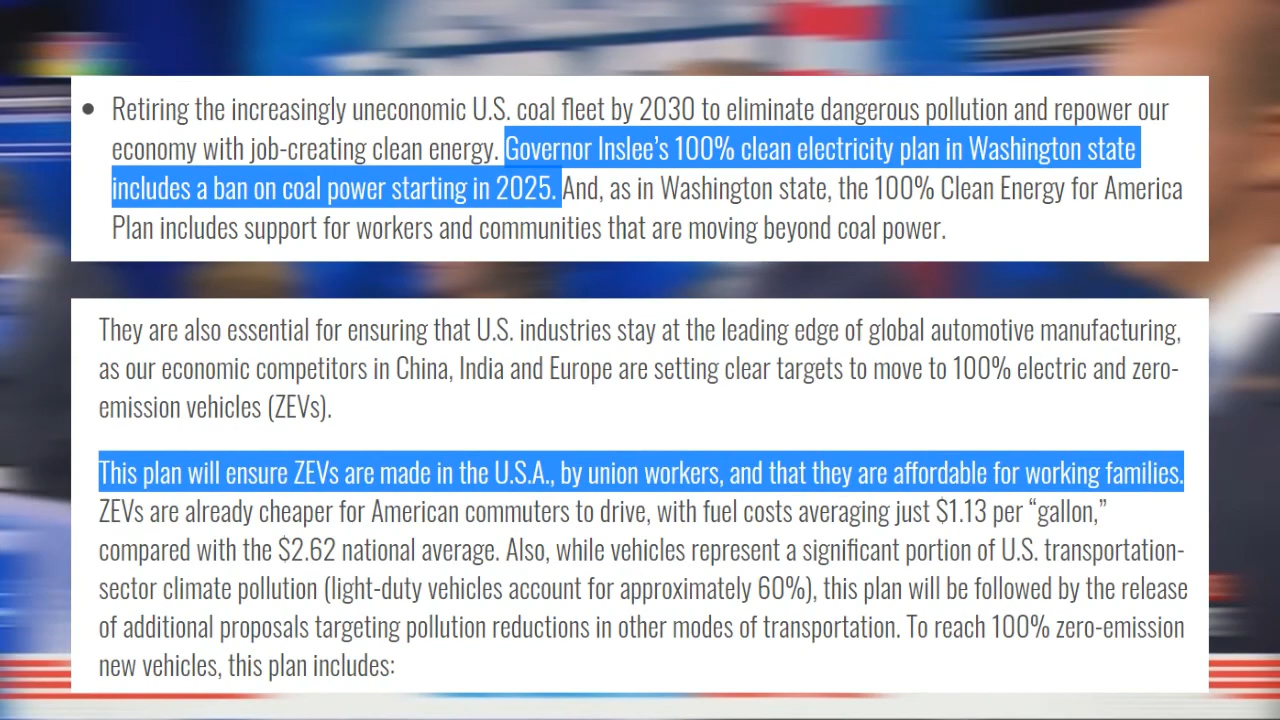 Retiring the increasingly uneconomic U.S. coal fleet by 2030 to eliminate dangerous pollution and repower our
economy with job-creating clean energy. Governor Inslee’s 100% clean electricity plan in Washington state
includes a ban on coal power starting in 2025. And, as in Washington state, the 100% Clean Energy for America
Plan includes support for workers and communities that are moving beyond coal power.
They are also essential for ensuring that U.S. industries stay at the leading edge of global automotive manufacturing,
as our economic competitors in China, India and Europe are setting clear targets to move to 100% electric and zero-
emission vehicles (ZEVs).
This plan will ensure ZEVs are made in the U.S.A., by union workers, and that they are affordable for working families.
ZEVs are already cheaper for American commuters to drive, with fuel costs averaging just $1.13 per “gallon,”
compared with the $2.62 national average. Also, while vehicles represent a significant portion of U.S. transportation-
sector climate pollution (light-duty vehicles account for approximately 60%), this plan will be followed by the release
of additional proposals targeting pollution reductions in other modes of transportation. To reach 100% zero-emission
new vehicles, this plan includes: